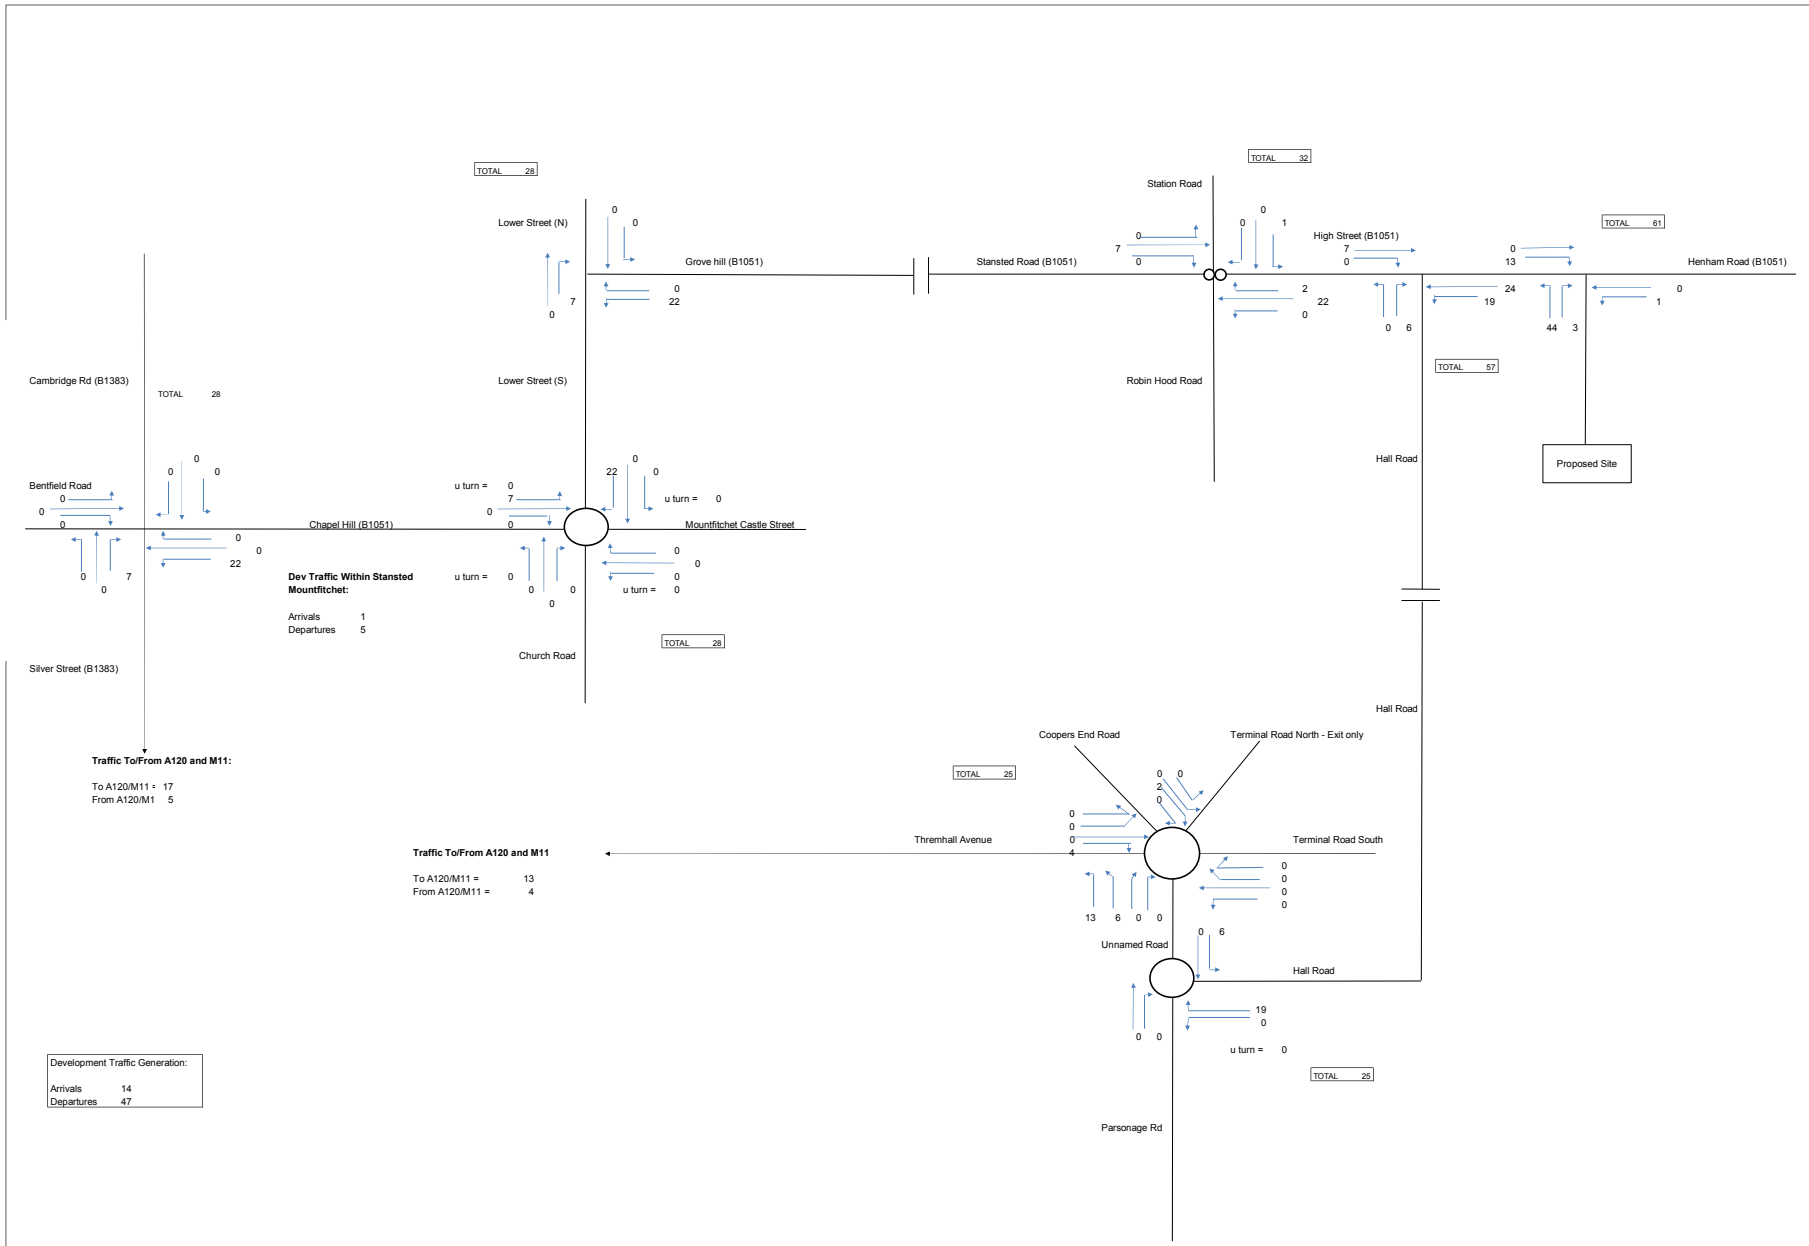 TOTAL 32
TOTAL 28
Station Road
Lower Street (N)
0
0
0
0 1
High Street (B1051)
TOTAL 61
0
7
0
7
0
0
13
Grove hill (B1051)
Stansted Road (B1051)
Henham Road (B1051)
0
22
7
0
2
22
0
24
19
0
1
0 6
44 3
TOTAL 57
Cambridge Rd (B1383)
TOTAL 28
Lower Street (S)
Robin Hood Road
Hall Road
Proposed Site
0
0 0
Bentfield Road
0
0
0
u turn = 0
7
0
0
0
22 0
u turn = 0
Chapel Hill (B1051)
Mountfitchet Castle Street
0
0
22
0 7
0
Dev Traffic Within Stansted
Mountfitchet:
Arrivals 1
Departures 5
u turn = 0
0 0
0
0
0
0
u turn = 0
TOTAL 28
Church Road
Silver Street (B1383)
Hall Road
Coopers End Road
Terminal Road North - Exit only
Traffic To/From A120 and M11:
To A120/M11 = 17
From A120/M1 5
TOTAL 25
0 0
2
0
0
0
0
4
Thremhall Avenue
Terminal Road South
Traffic To/From A120 and M11
To A120/M11 = 13
From A120/M11 = 4
0
0
0
0
13 6 0 0
Unnamed Road
0 6
Hall Road
19
0
0 0
u turn = 0
TOTAL 25
Development Traffic Generation:
Arrivals 14
Departures 47
Parsonage Rd